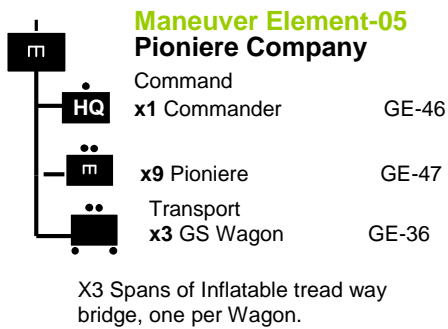 Maneuver Element-05
Pioniere Company
Command
HQ x1 Commander GE-46
x9 Pioniere GE-47
Transport
x3 GS Wagon GE-36
X3 Spans of Inflatable tread way
bridge, one per Wagon.